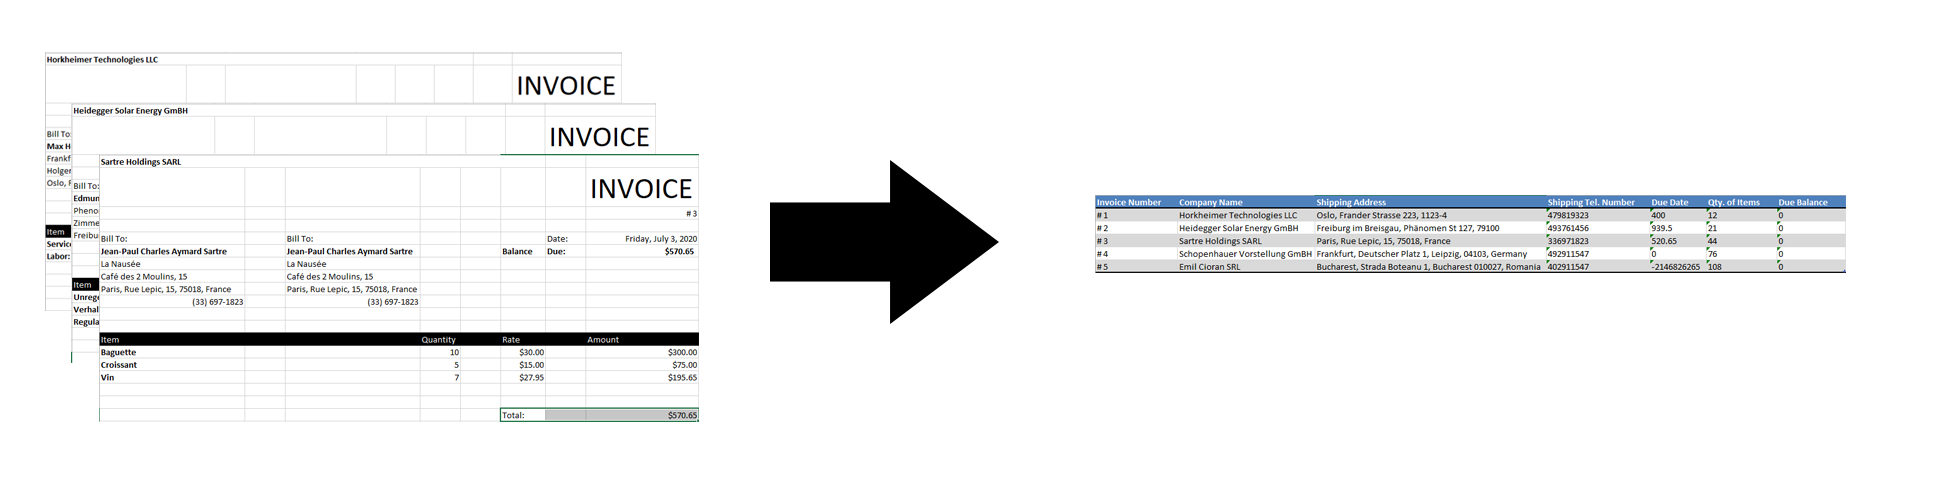 Horkheimer Technologies LLC
INVOICE
Bill To:
Max H
Frankf
Holger
Oslo, F
Item
Servic
Labor:
Heidegger Solar Energy GmBH
INVOICE
Bill To:
Edmun
Pheno
Zimme
Freibu
Item
Unreg
Verhal
Regula
Sartre Holdings SARL
INVOICE
# 3
Bill To: Bill To: Date: Friday, July 3, 2020
Jean-Paul Charles Aymard Sartre Jean-Paul Charles Aymard Sartre Balance Due: $570.65
La Nausée La Nausée
Café des 2 Moulins, 15 Café des 2 Moulins, 15
Paris, Rue Lepic, 15, 75018, France Paris, Rue Lepic, 15, 75018, France
(33) 697-1823 (33) 697-1823
Item Quantity Rate Amount
Baguette 10 $30.00 $300.00
Croissant 5 $15.00 $75.00
Vin 7 $27.95 $195.65
Total: $570.65
Invoice Number Company Name Shipping Address Shipping Tel. Number Due Date Qty. of Items Due Balance
# 1 Horkheimer Technologies LLC Oslo, Frander Strasse 223, 1123-4 479819323 400 12 0
# 2 Heidegger Solar Energy GmBH Freiburg im Breisgau, Phänomen St 127, 79100 493761456 939.5 21 0
# 3 Sartre Holdings SARL Paris, Rue Lepic, 15, 75018, France 336971823 520.65 44 0
# 4 Schopenhauer Vorstellung GmBH Frankfurt, Deutscher Platz 1, Leipzig, 04103, Germany 492911547 0 76 0
# 5 Emil Cioran SRL Bucharest, Strada Boteanu 1, Bucharest 010027, Romania 402911547 -2146826265 108 0